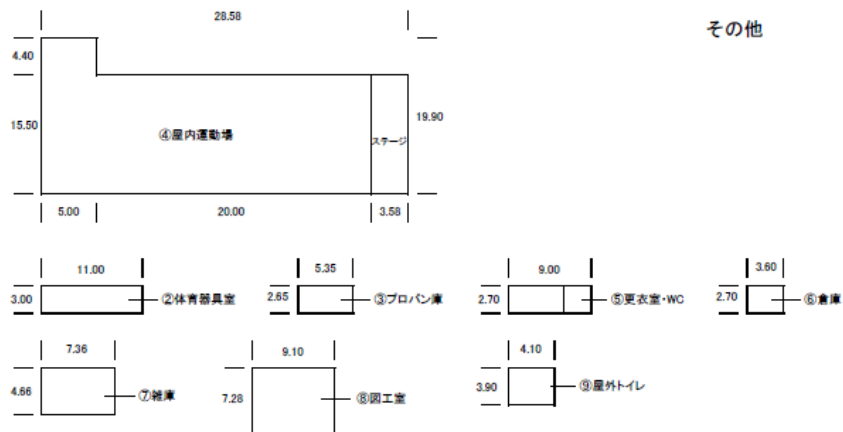 28.58
その他
4.40
15.50
④屋内運動場
ステージ
19.90
5.00
20.00
3.58
11.00
5.35
9.00
3.60
3.00
②体育器具室
2.65
③プロパン庫
2.70
⑤更衣室・WC
2.70
⑥倉庫
7.36
9.10
4.10
4.66
⑦雑庫
7.28
⑧図工室
3.90
⑨屋外トイレ